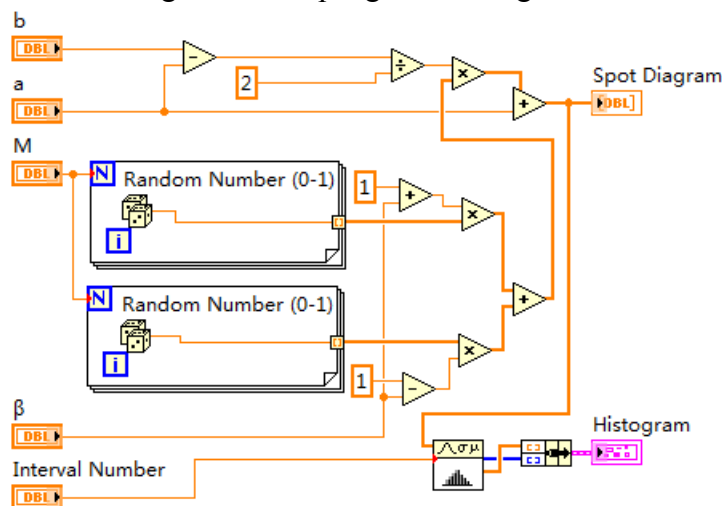 b
DBL
2
a
DBL
Spot Diagram
DBL]
M
DBL
N
Random Number (0-1)
i
1
N
Random Number (0-1)
i
1
β
DBL
Interval Number
DBL
σμ
Histogram